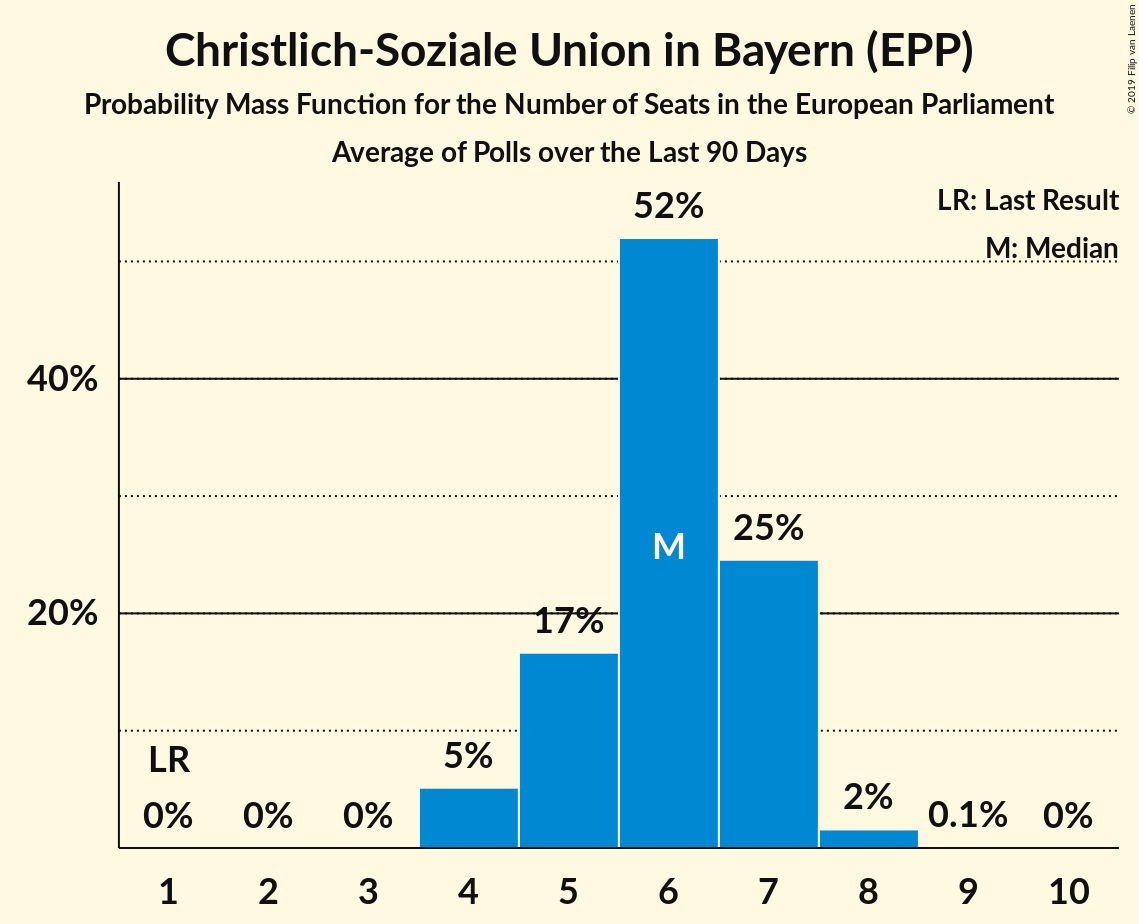 Christlich-Soziale Union in Bayern (EPP)
Probability Mass Function for the Number of Seats in the European Parliament
Average of Polls over the Last 90 Days
© 2019 Filip van Laenen
LR: Last Result
M: Median
52%
40%
25%
M
20%
17%
LR
5%
2%
0%
0%
0%
0.1%
0%
1 2 3 4 5 6 7 8 9 10